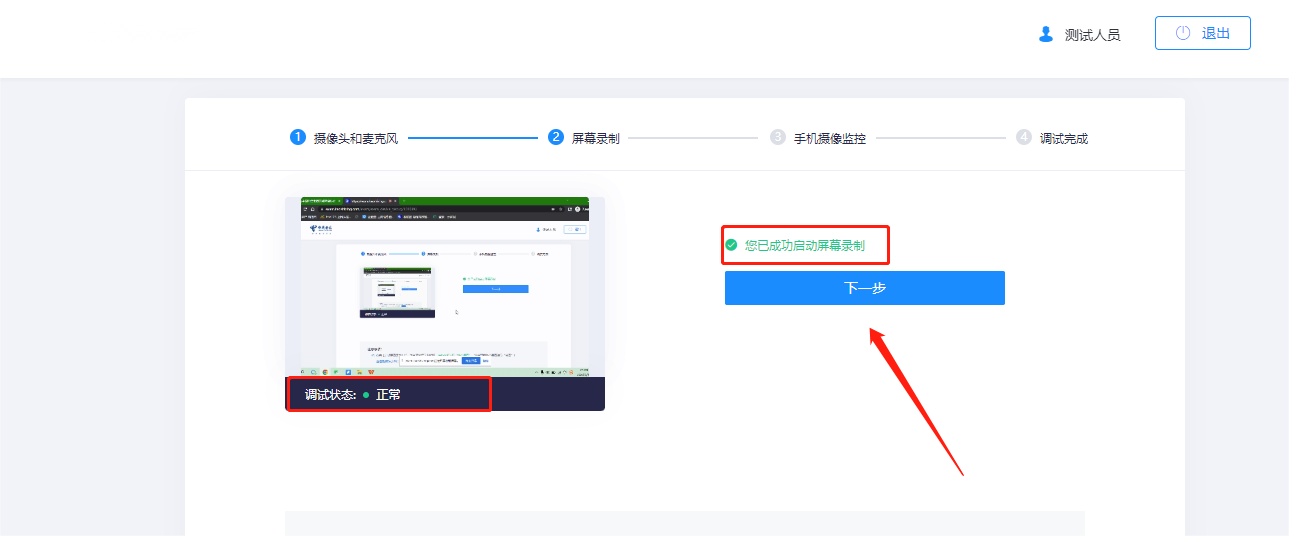 测试人员
退出
1 摄像头和麦克风
2 屏幕录制
3 手机摄像监控
4 调试完成
您已成功启动屏幕录制
下一步
调试状态: 正常